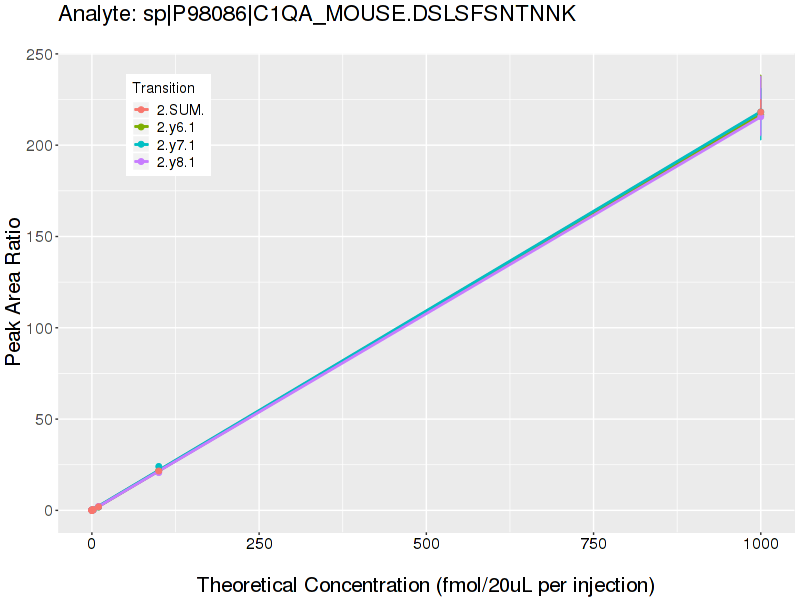 Analyte: sp|P98086|C1QA_MOUSE.DSLSFSNTNNK
Transition
2.SUM.
2.y6.1
2.y7.1
2.y8.1
250
200
150
100
50
0
Peak Area Ratio
0 250 500 750 1000
Theoretical Concentration (fmol/20uL per injection)